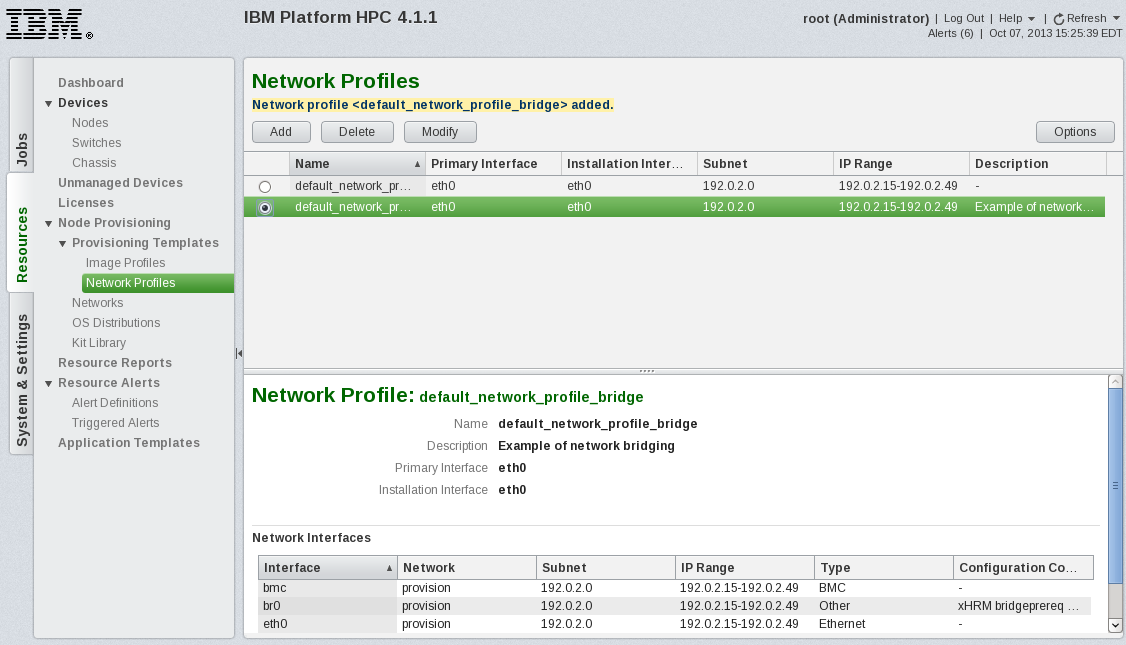 IBM
IBM Platform HPC 4.1.1
root (Administrator) | Log Out | Help | Refresh
Alerts (6) | Oct 07, 2013 15:25:39 EDT
Jobs
Resources
System & Settings
Dashboard
Devices
Nodes
Switches
Chassis
Unmanaged Devices
Licenses
Node Provisioning
Provisioning Templates
Image Profiles
Network Profiles
Networks
OS Distributions
Kit Library
Resource Reports
Resource Alerts
Alert Definitions
Triggered Alerts
Application Templates
Network Profiles
Network profile <default_network_profile_bridge> added.
Add Delete Modify Options
Name Primary Interface Installation Inter... Subnet IP Range Description
default_network_pr... eth0 eth0 192.0.2.0 192.0.2.15-192.0.2.49 -
default_network_pr... eth0 eth0 192.0.2.0 192.0.2.15-192.0.2.49 Example of network...
Network Profile: default_network_profile_bridge
Name default_network_profile_bridge
Description Example of network bridging
Primary Interface eth0
Installation Interface eth0
Network Interfaces
Interface Network Subnet IP Range Type Configuration Co...
bmc provision 192.0.2.0 192.0.2.15-192.0.2.49 BMC -
br0 provision 192.0.2.0 192.0.2.15-192.0.2.49 Other xHRM bridgeprereq ...
eth0 provision 192.0.2.0 192.0.2.15-192.0.2.49 Ethernet -